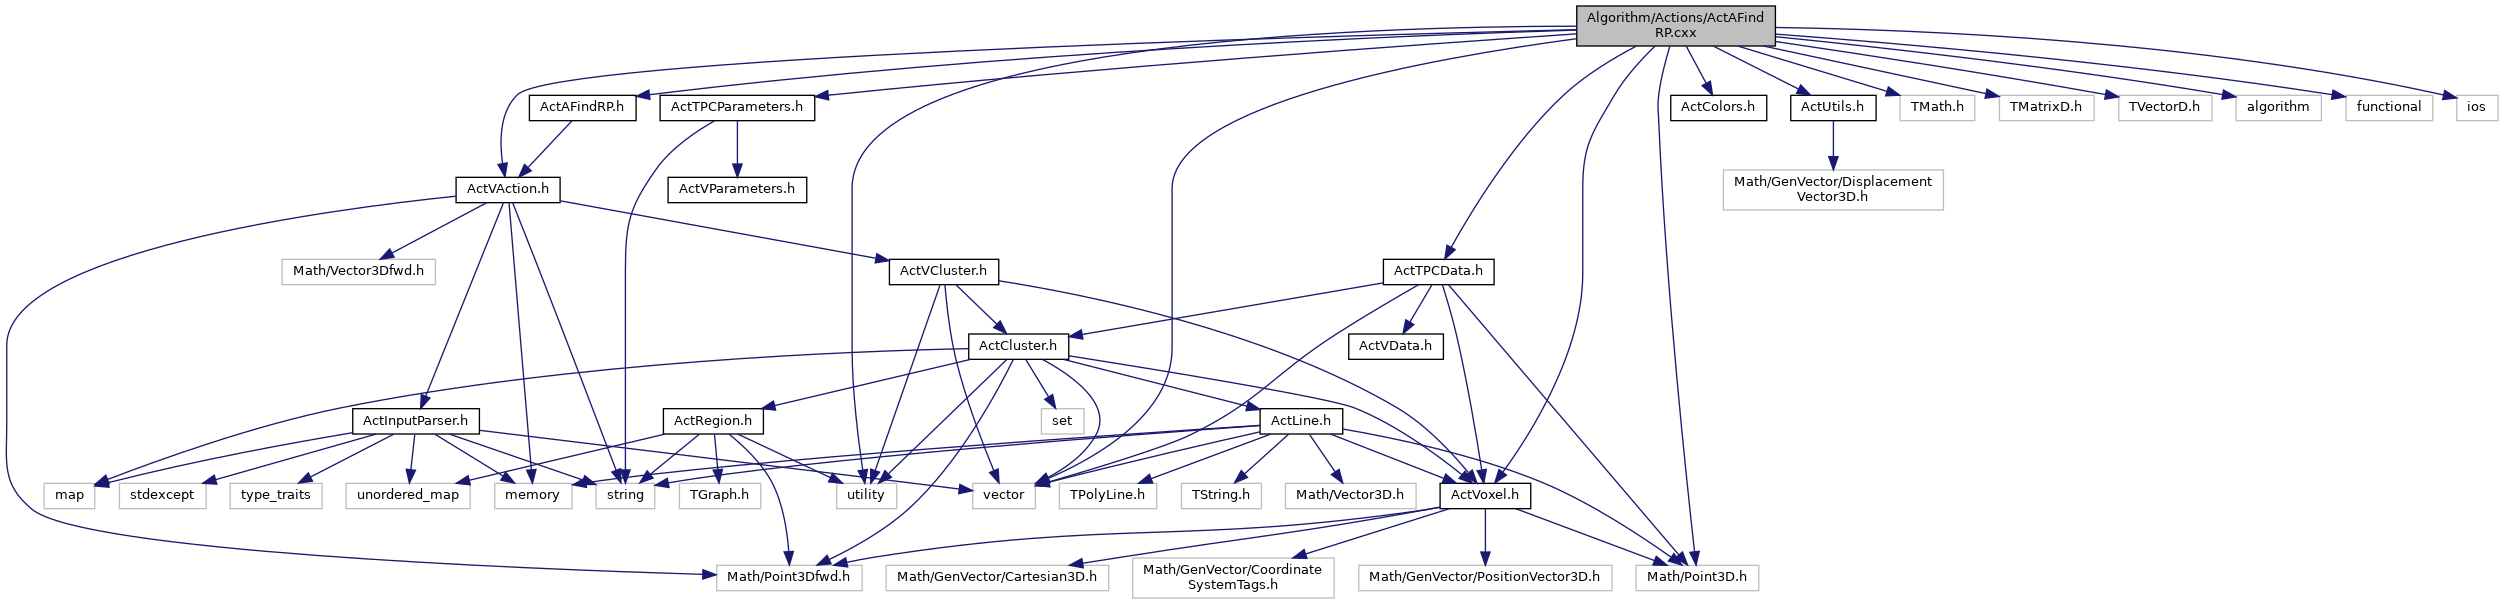 Algorithm/Actions/ActAFind
RP.cxx
ActAFindRP.h
ActTPCParameters.h
ActColors.h
ActUtils.h
TMath.h
TMatrixD.h
TVectorD.h
algorithm
functional
ios
ActVAction.h
ActVParameters.h
Math/GenVector/Displacement
Vector3D.h
Math/Vector3Dfwd.h
ActVCluster.h
ActTPCData.h
ActCluster.h
ActVData.h
ActInputParser.h
ActRegion.h
set
ActLine.h
map
stdexcept
type_traits
unordered_map
memory
string
TGraph.h
utility
vector
TPolyLine.h
TString.h
Math/Vector3D.h
ActVoxel.h
Math/Point3Dfwd.h
Math/GenVector/Cartesian3D.h
Math/GenVector/Coordinate
SystemTags.h
Math/GenVector/PositionVector3D.h
Math/Point3D.h